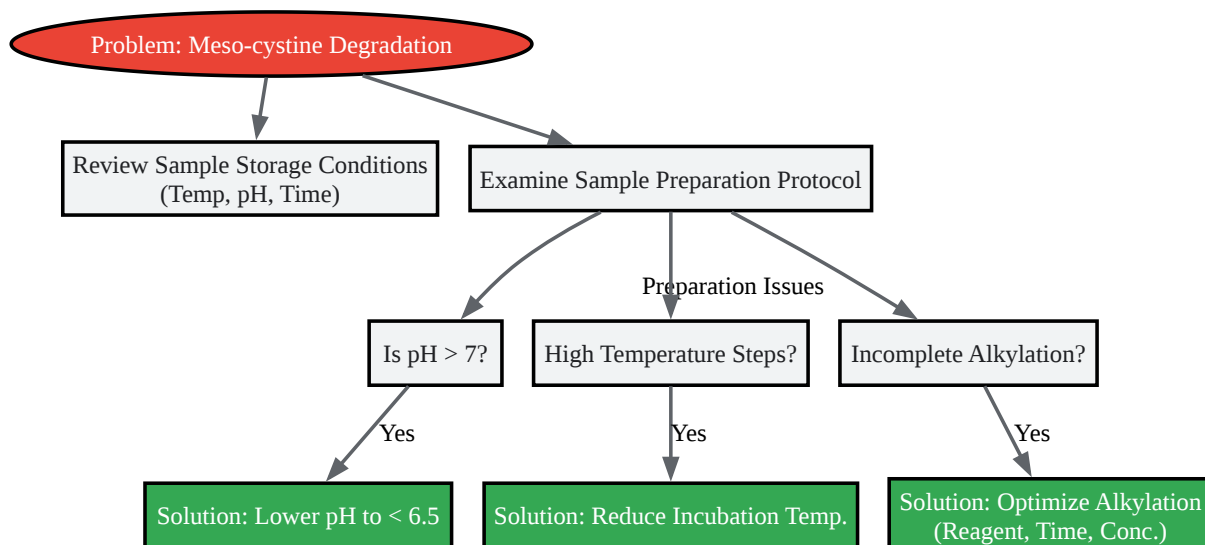 Problem: Meso-cystine Degradation
Review Sample Storage Conditions
(Temp, pH, Time)
Examine Sample Preparation Protocol
Preparation Issues
Is pH > 7?
High Temperature Steps?
Incomplete Alkylation?
Yes
Yes
Yes
Solution: Lower pH to < 6.5
Solution: Reduce Incubation Temp.
Solution: Optimize Alkylation
(Reagent, Time, Conc.)